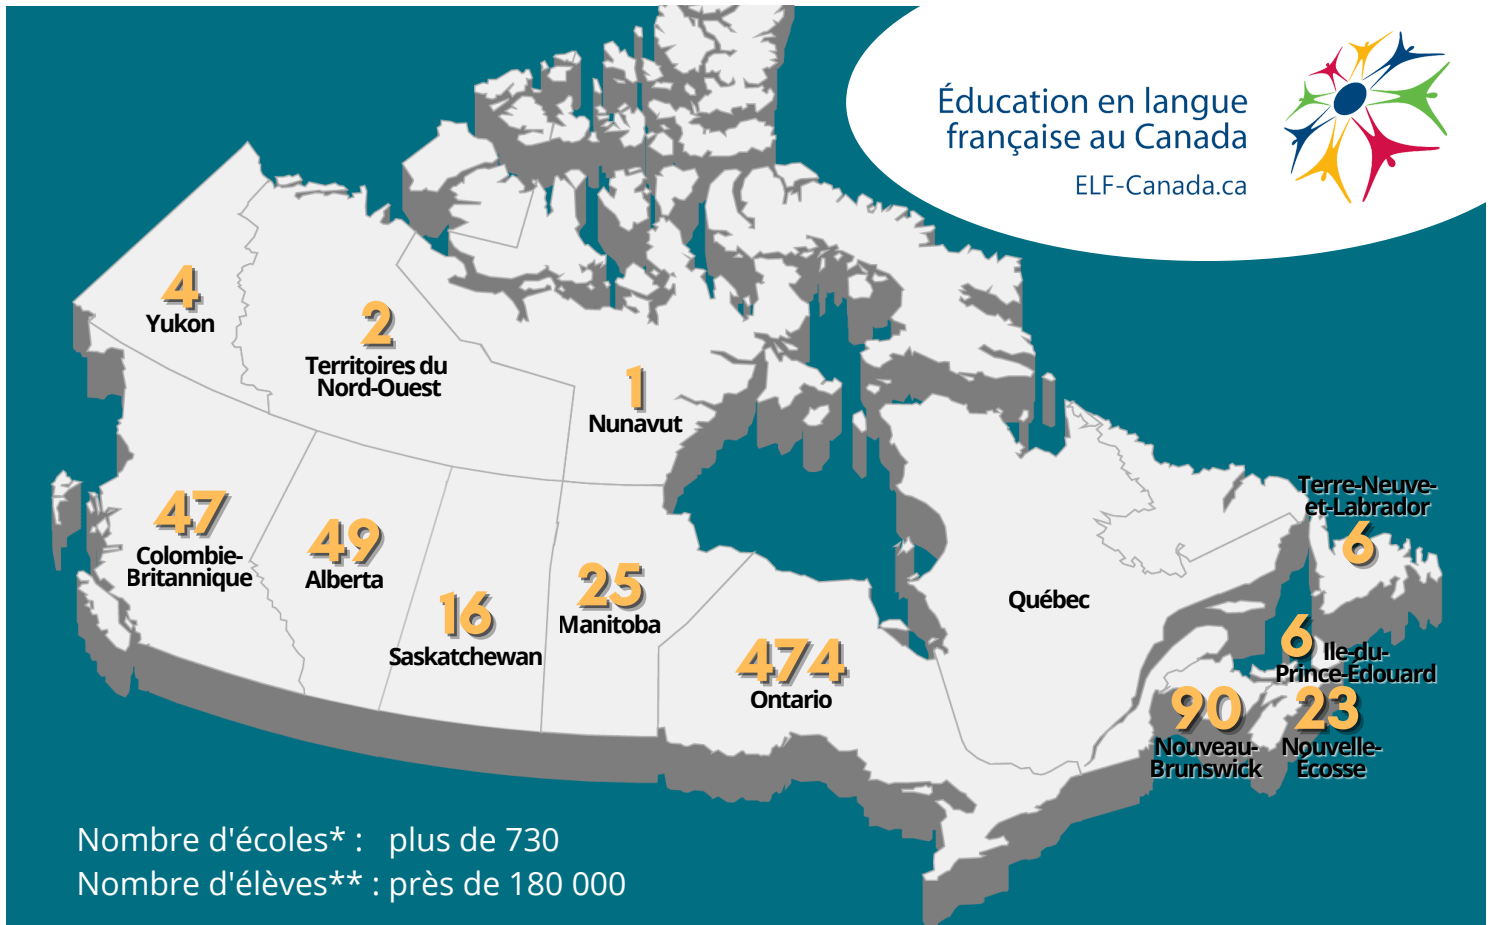 Éducation en langue
française au Canada
ELF-Canada.ca
4
Yukon
2
Territoires du
Nord-Ouest
1
Nunavut
47
Colombie-
Britannique
49
Alberta
16
Saskatchewan
25
Manitoba
474
Ontario
Québec
Terre-Neuve-
et-Labrador
6
6
Ile-du-
Prince-Édouard
90
Nouveau-
Brunswick
23
Nouvelle-
Écosse
Nombre d'écoles* : plus de 730
Nombre d'élèves** : près de 180 000